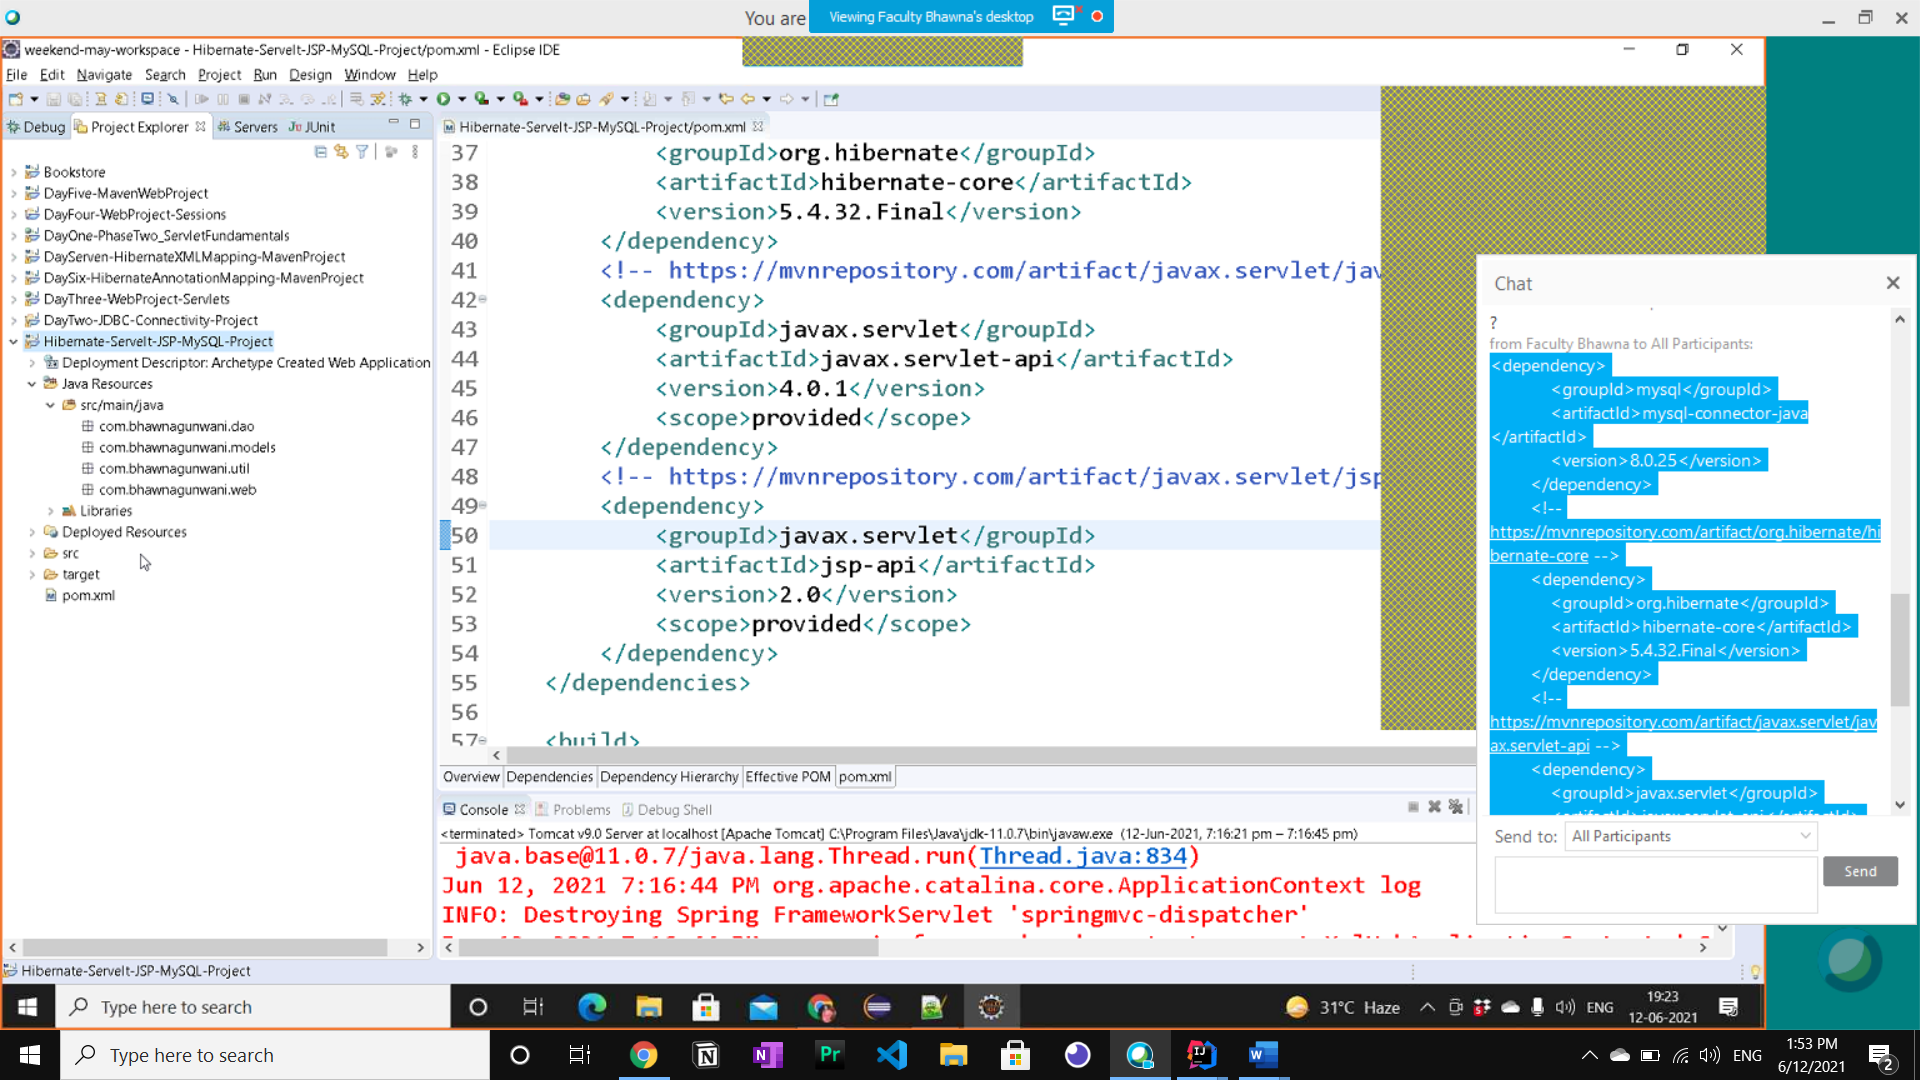 You are
Viewing Faculty Bhawna's desktop
weekend-may-workspace - Hibernate-Servelt-JSP-MySQL-Project/pom.xml - Eclipse IDE
File Edit Navigate Search Project Run Design Window Help
Debug Project Explorer Servers JUnit
Bookstore
DayFive-MavenWebProject
DayFour-WebProject-Sessions
DayOne-PhaseTwo_ServletFundamentals
DayServen-HibernateXMLMapping-MavenProject
DaySix-HibernateAnnotationMapping-MavenProject
DayThree-WebProject-Servlets
DayTwo-JDBC-Connectivity-Project
Hibernate-Servelt-JSP-MySQL-Project
Deployment Descriptor: Archetype Created Web Application
Java Resources
src/main/java
com.bhawnagunwani.dao
com.bhawnagunwani.models
com.bhawnagunwani.util
com.bhawnagunwani.web
Libraries
Deployed Resources
src
target
pom.xml
Hibernate-Servelt-JSP-MySQL-Project/pom.xml
37 <groupId>org.hibernate</groupId>
38 <artifactId>hibernate-core</artifactId>
39 <version>5.4.32.Final</version>
40 </dependency>
41 <!-- https://mvnrepository.com/artifact/javax.servlet/jav
42 <dependency>
43 <groupId>javax.servlet</groupId>
44 <artifactId>javax.servlet-api</artifactId>
45 <version>4.0.1</version>
46 <scope>provided</scope>
47 </dependency>
48 <!-- https://mvnrepository.com/artifact/javax.servlet/jsp
49 <dependency>
50 <groupId>javax.servlet</groupId>
51 <artifactId>jsp-api</artifactId>
52 <version>2.0</version>
53 <scope>provided</scope>
54 </dependency>
55 </dependencies>
56
57 <build>
Overview Dependencies Dependency Hierarchy Effective POM pom.xml
Console Problems Debug Shell
<terminated> Tomcat v9.0 Server at localhost [Apache Tomcat] C:\Program Files\Java\jdk-11.0.7\bin\javaw.exe (12-Jun-2021, 7:16:21 pm – 7:16:45 pm)
java.base@11.0.7/java.lang.Thread.run(Thread.java:834)
Jun 12, 2021 7:16:44 PM org.apache.catalina.core.ApplicationContext log
INFO: Destroying Spring FrameworkServlet 'springmvc-dispatcher'
Chat
?
from Faculty Bhawna to All Participants:
<dependency>
<groupId>mysql</groupId>
<artifactId>mysql-connector-java
</artifactId>
<version>8.0.25</version>
</dependency>
<!--
https://mvnrepository.com/artifact/org.hibernate/hi
bernate-core -->
<dependency>
<groupId>org.hibernate</groupId>
<artifactId>hibernate-core</artifactId>
<version>5.4.32.Final</version>
</dependency>
<!--
https://mvnrepository.com/artifact/javax.servlet/jav
ax.servlet-api -->
<dependency>
<groupId>javax.servlet</groupId>
<artifactId>javax.servlet-api</artifactId>
Send to: All Participants
Send
Hibernate-Servelt-JSP-MySQL-Project
Type here to search
31°C Haze
ENG
19:23
12-06-2021
Type here to search
Pr
ENG
1:53 PM
6/12/2021
2